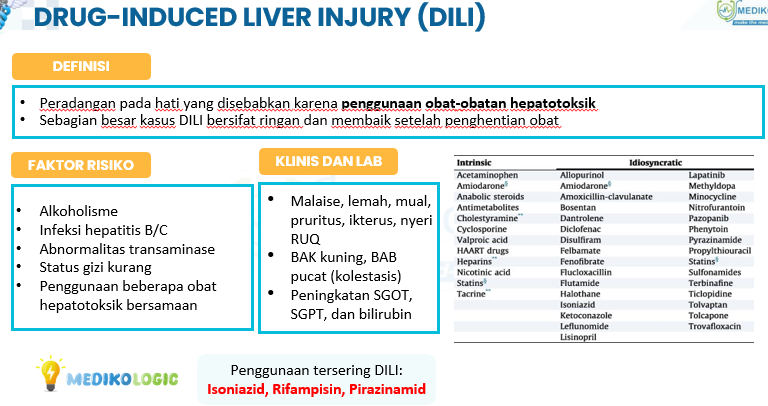 DRUG-INDUCED LIVER INJURY (DILI)
DEFINISI
• Peradangan pada hati yang disebabkan karena penggunaan obat-obatan hepatotoksik
• Sebagian besar kasus DILI bersifat ringan dan membaik setelah penghentian obat
FAKTOR RISIKO
• Alkoholisme
• Infeksi hepatitis B/C
• Abnormalitas transaminase
• Status gizi kurang
• Penggunaan beberapa obat
hepatotoksik bersamaan
KLINIS DAN LAB
• Malaise, lemah, mual,
pruritus, ikterus, nyeri
RUQ
• BAK kuning, BAB
pucat (kolestasis)
• Peningkatan SGOT,
SGPT, dan bilirubin
Intrinsic Idiosyncratic
Acetaminophen Allopurinol Lapatinib
Amiodarone§ Amiodarone§ Methyldopa
Anabolic steroids Amoxicillin-clavulanate Minocycline
Antimetabolites Bosentan Nitrofurantoin
Cholestyramine** Dantrolene Pazopanib
Cyclosporine Diclofenac Phenytoin
Valproic acid Disulfiram Pyrazinamide
HAART drugs Felbamate Propylthiouracil
Heparins** Fenofibrate Statins§
Nicotinic acid Flucloxacillin Sulfonamides
Statins§ Flutamide Terbinafine
Tacrine** Halothane Ticlopidine
Isoniazid Tolvaptan
Ketoconazole Tolcapone
Leflunomide Trovafloxacin
Lisinopril
MEDIKOLOGIC
Penggunaan tersering DILI:
Isoniazid, Rifampisin, Pirazinamid